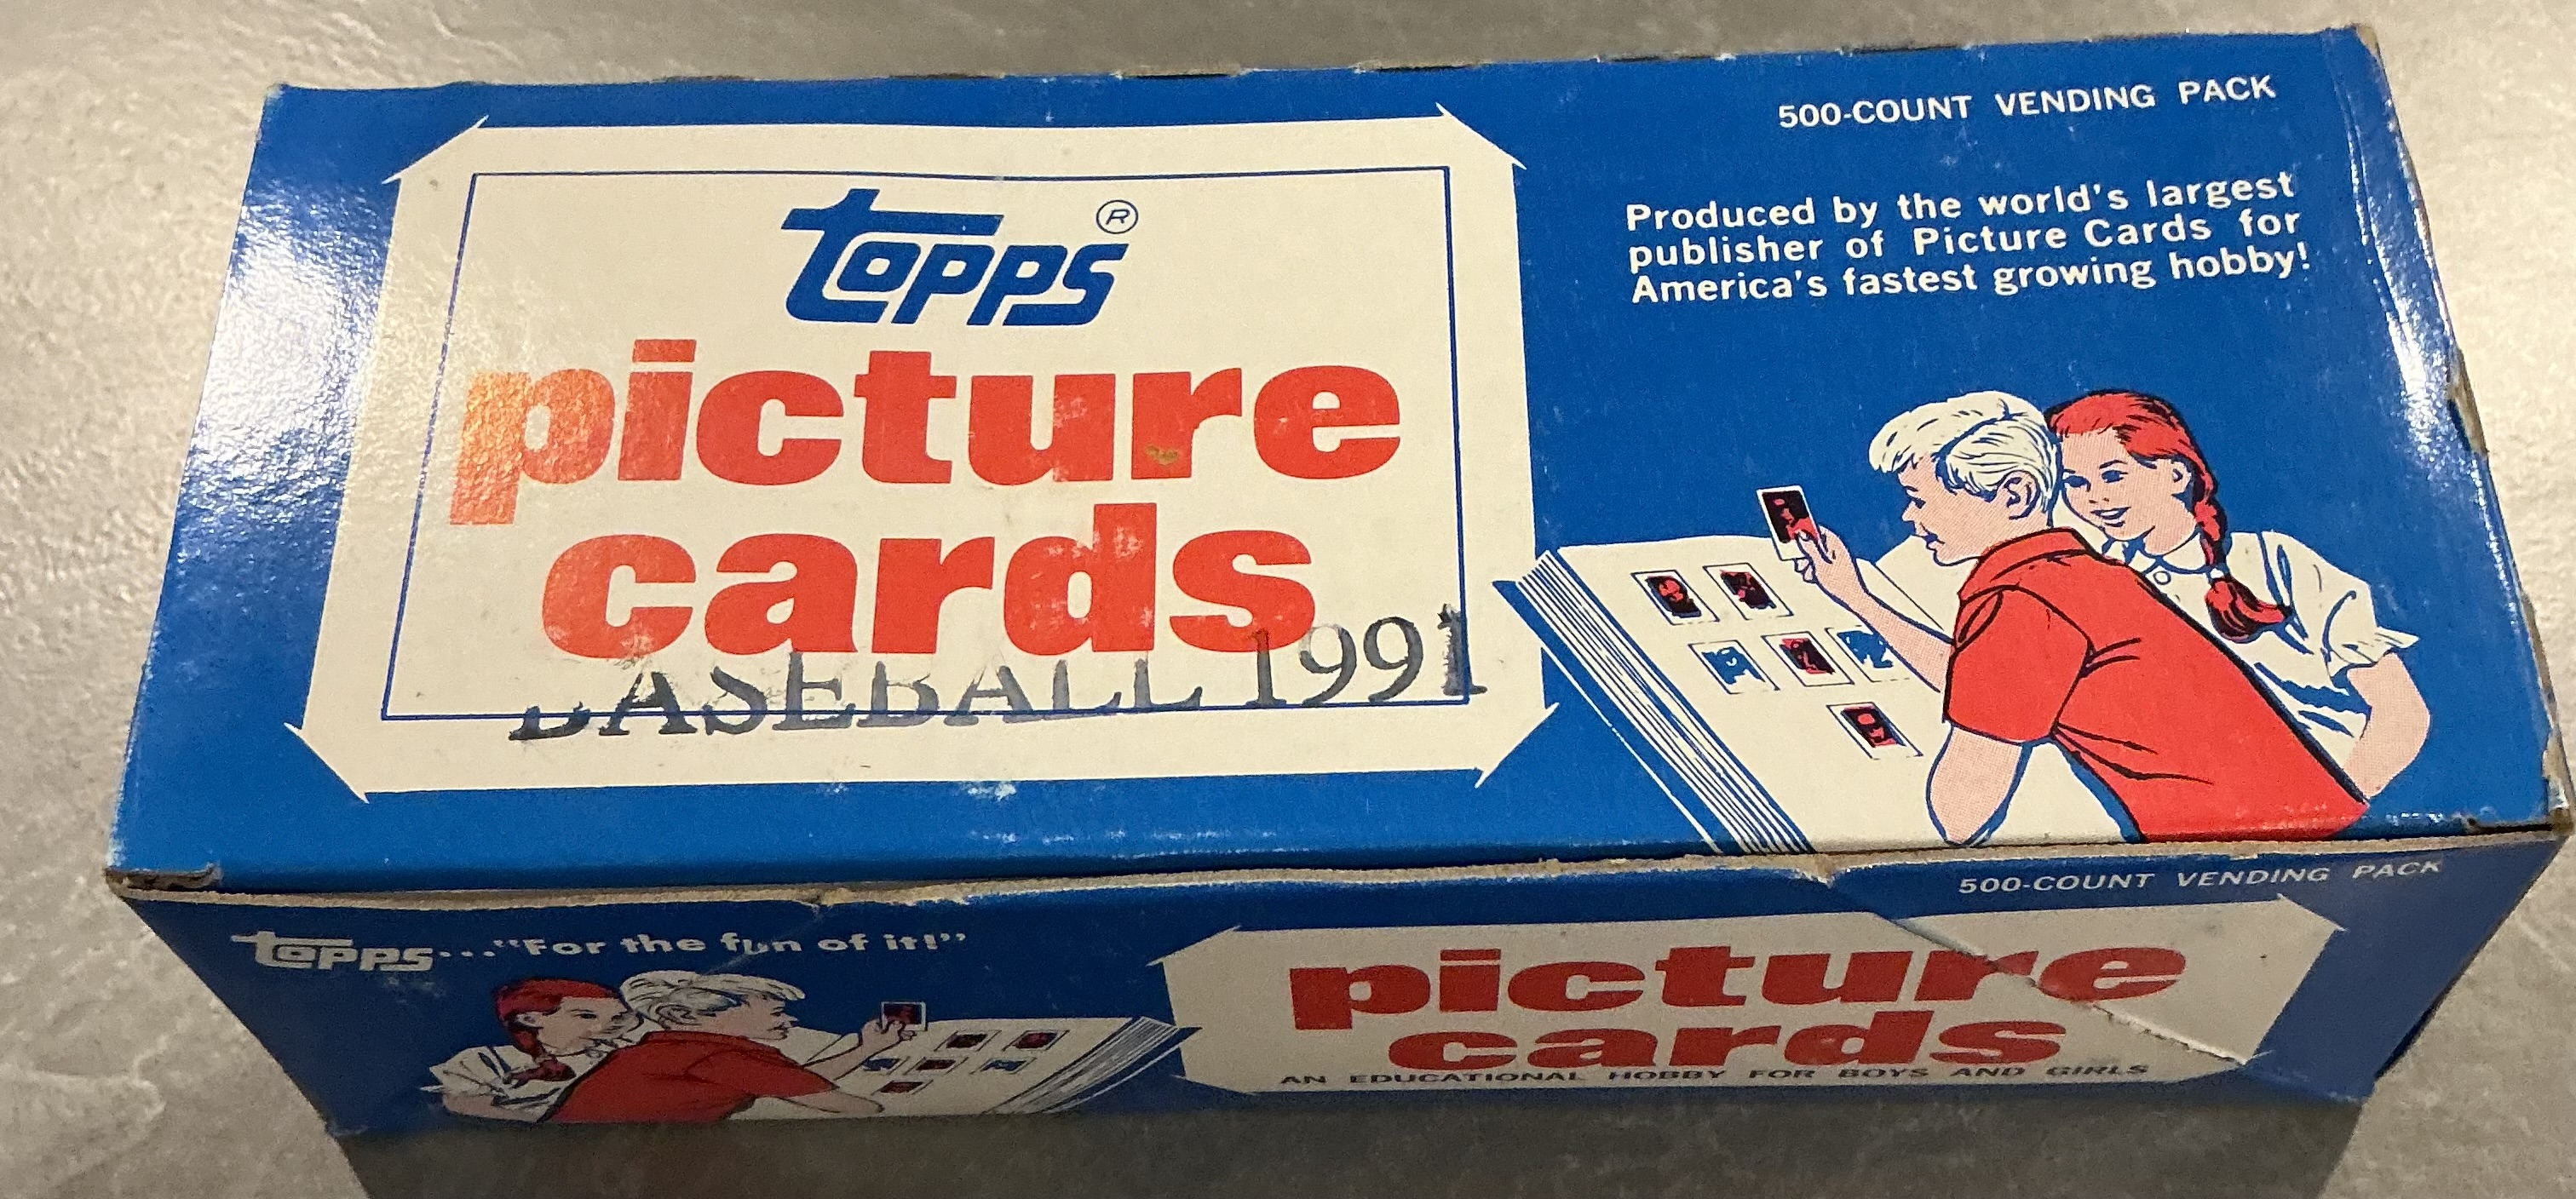 500-COUNT VENDING PACK
topps®
Produced by the world's largest
publisher of Picture Cards for
America's fastest growing hobby!
picture
cards
BASEBALL 1991
500-COUNT VENDING PACK
topps..."For the fun of it!"
picture
cards
AN EDUCATIONAL HOBBY FOR BOYS AND GIRLS